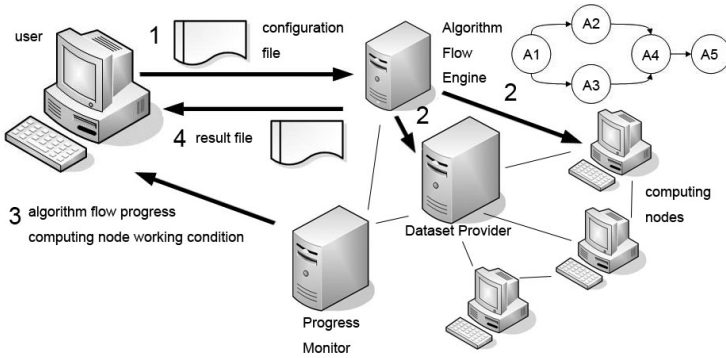 user
1
configuration
file
Algorithm
Flow
Engine
A1
A2
A3
A4
A5
2
2
4 result file
3 algorithm flow progress
computing node working condition
computing
nodes
Dataset Provider
Progress
Monitor